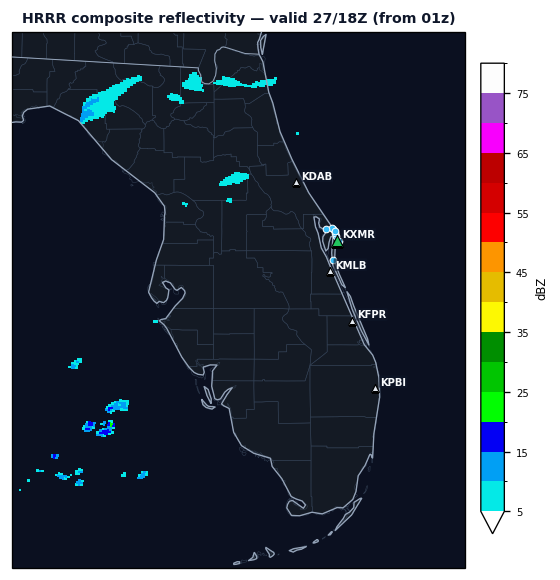 HRRR composite reflectivity — valid 27/18Z (from 01z)
KDAB
KXMR
KMLB
KFPR
KPBI
75
65
55
45
35
25
15
5
dBZ